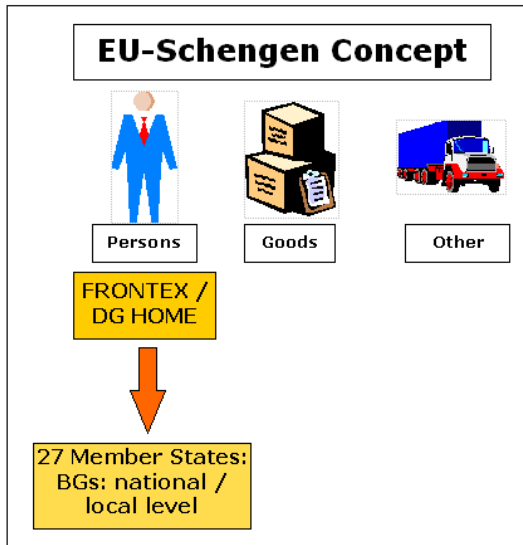 EU-Schengen Concept
Persons
Goods
Other
FRONTEX /
DG HOME
27 Member States:
BGs: national /
local level